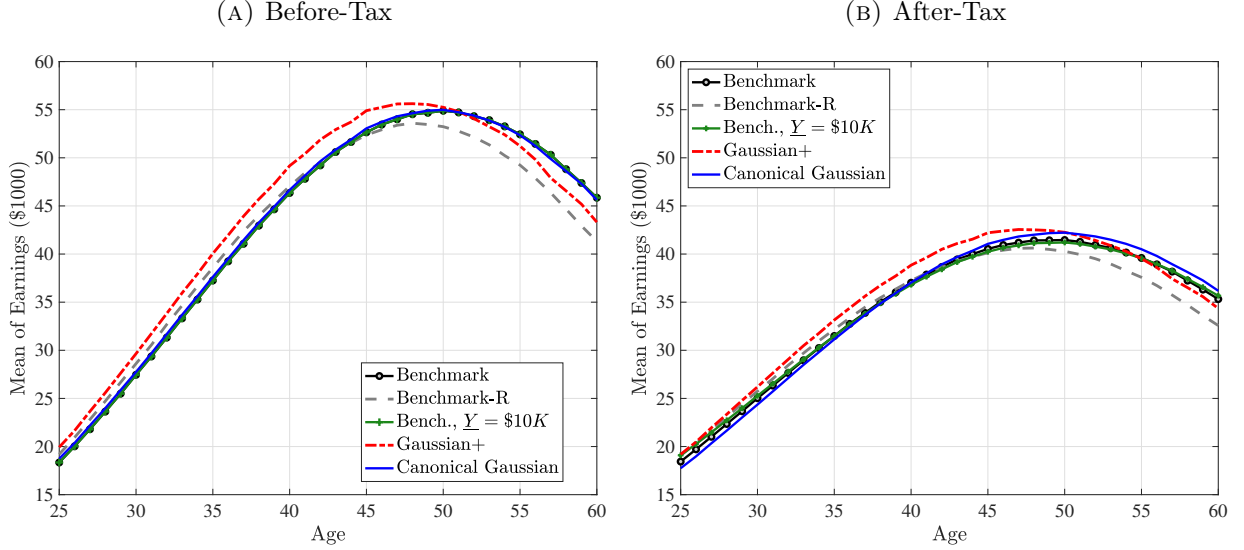 (A) Before-Tax
(B) After-Tax
Mean of Earnings ($1000)
60
55
50
45
40
35
30
25
20
15
Benchmark
Benchmark-R
Bench., Y = $10K
Gaussian+
Canonical Gaussian
25 30 35 40 45 50 55 60
Age
Mean of Earnings ($1000)
60
55
50
45
40
35
30
25
20
15
Benchmark
Benchmark-R
Bench., Y = $10K
Gaussian+
Canonical Gaussian
25 30 35 40 45 50 55 60
Age